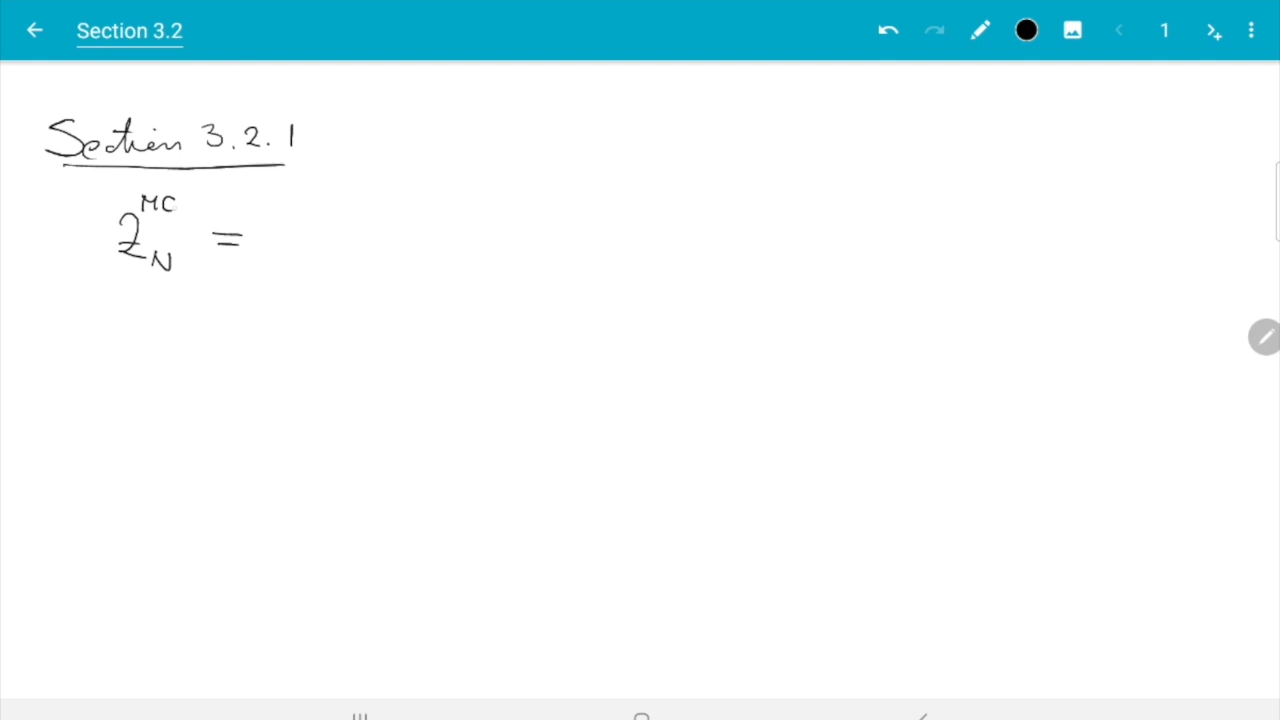 Section 3.2
1
Section 3.2.1
Z_N^{MC} =